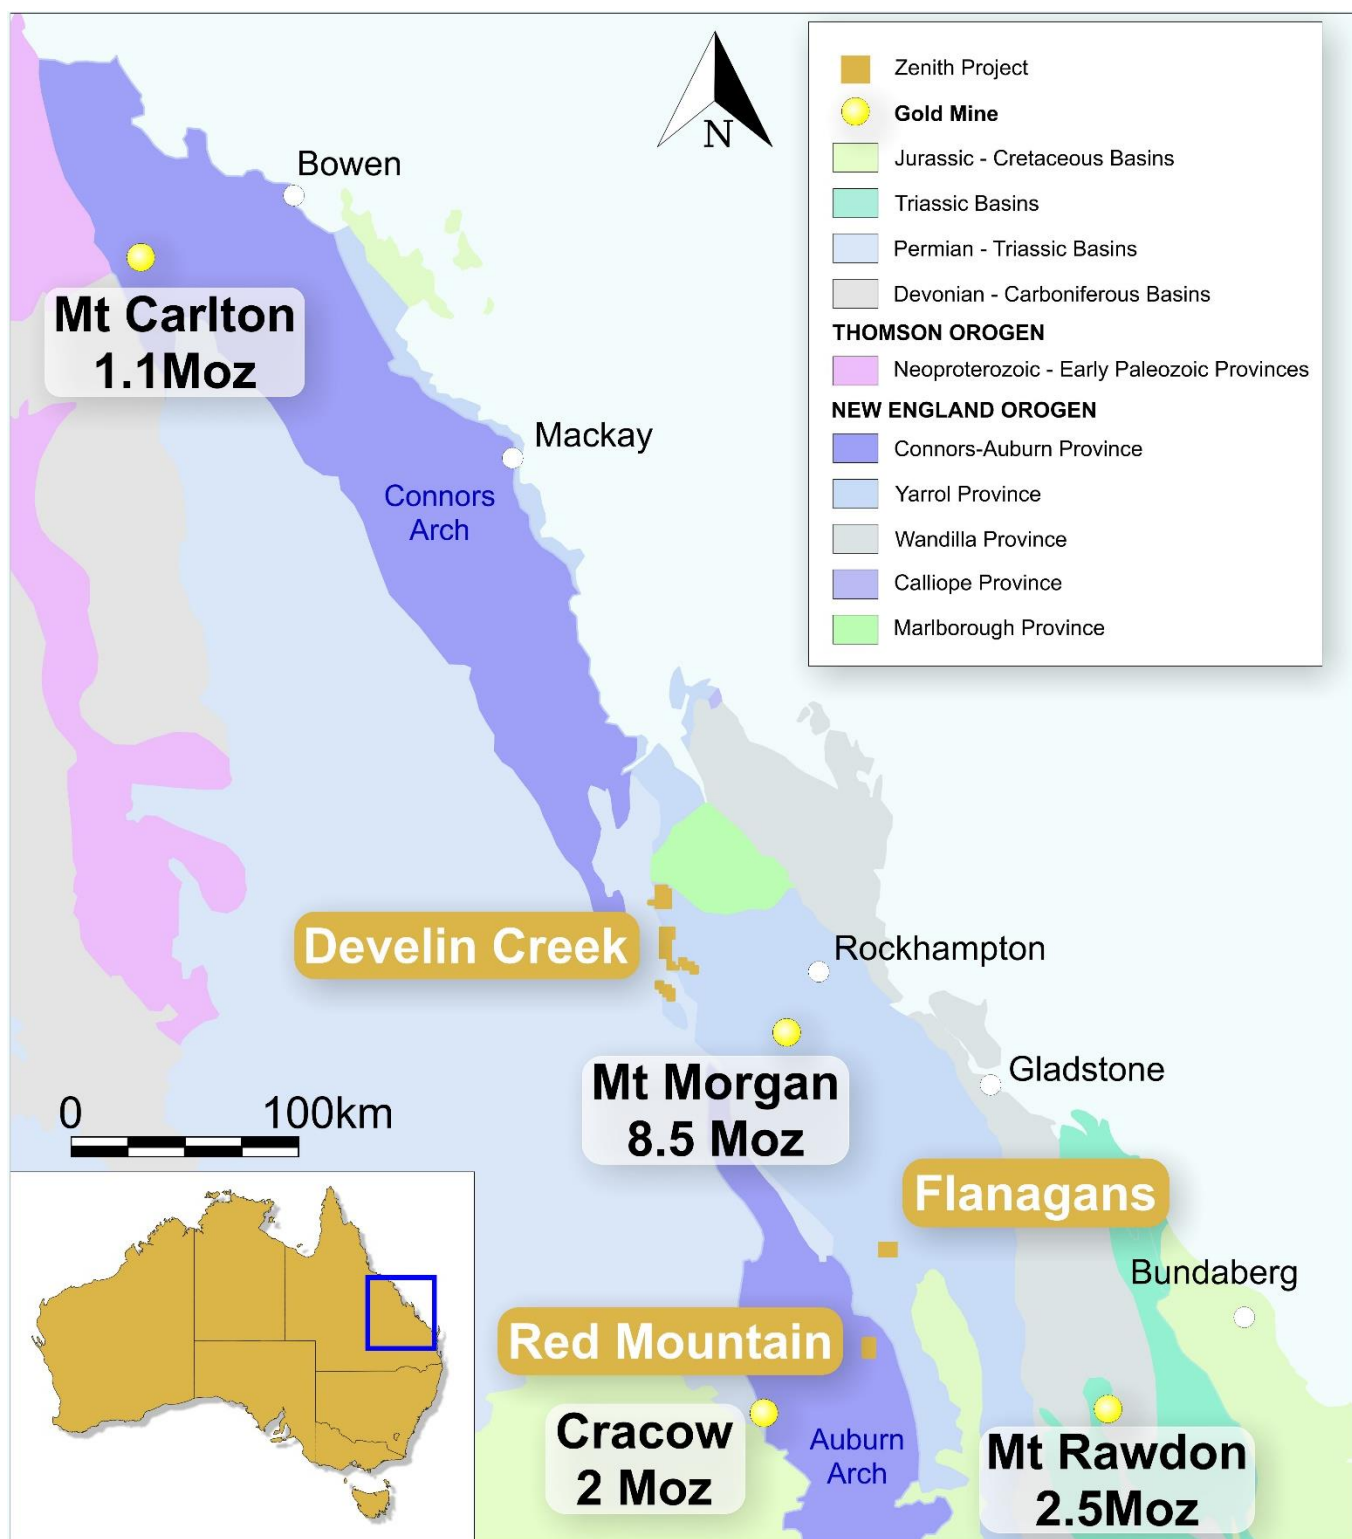 Zenith Project
Gold Mine
Jurassic - Cretaceous Basins
Triassic Basins
Permian - Triassic Basins
Devonian - Carboniferous Basins
THOMSON OROGEN
Neoproterozoic - Early Paleozoic Provinces
NEW ENGLAND OROGEN
Connors-Auburn Province
Yarrol Province
Wandilla Province
Calliope Province
Marlborough Province
N
Bowen
Mt Carlton
1.1Moz
Mackay
Connors
Arch
Develin Creek
Rockhampton
Mt Morgan
8.5 Moz
Gladstone
0 100km
Flanagans
Bundaberg
Red Mountain
Cracow
2 Moz
Auburn
Arch
Mt Rawdon
2.5Moz